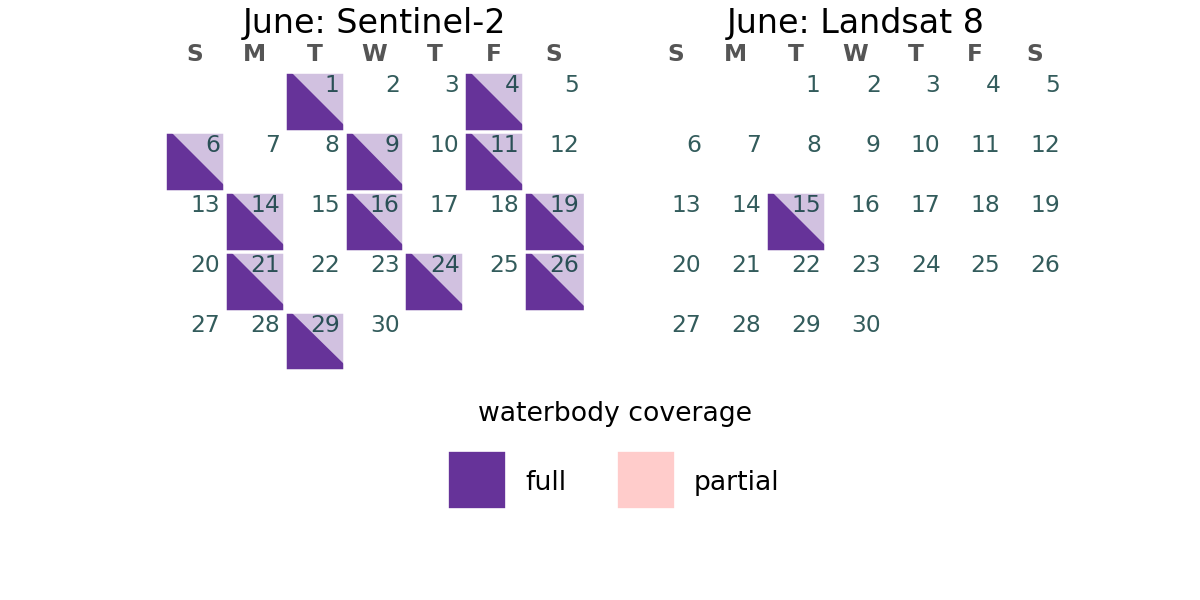 June: Sentinel-2
S M T W T F S
1 2 3 4 5
6 7 8 9 10 11 12
13 14 15 16 17 18 19
20 21 22 23 24 25 26
27 28 29 30
June: Landsat 8
S M T W T F S
1 2 3 4 5
6 7 8 9 10 11 12
13 14 15 16 17 18 19
20 21 22 23 24 25 26
27 28 29 30
waterbody coverage
full
partial